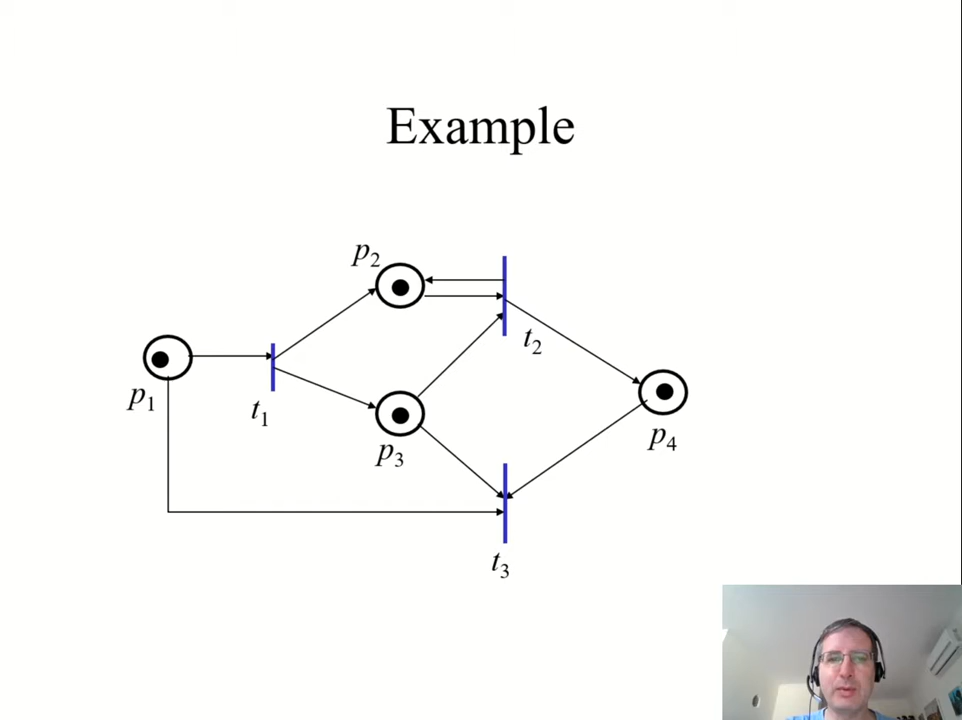 Example
p₂
t₂
p₁
t₁
p₃
p₄
t₃